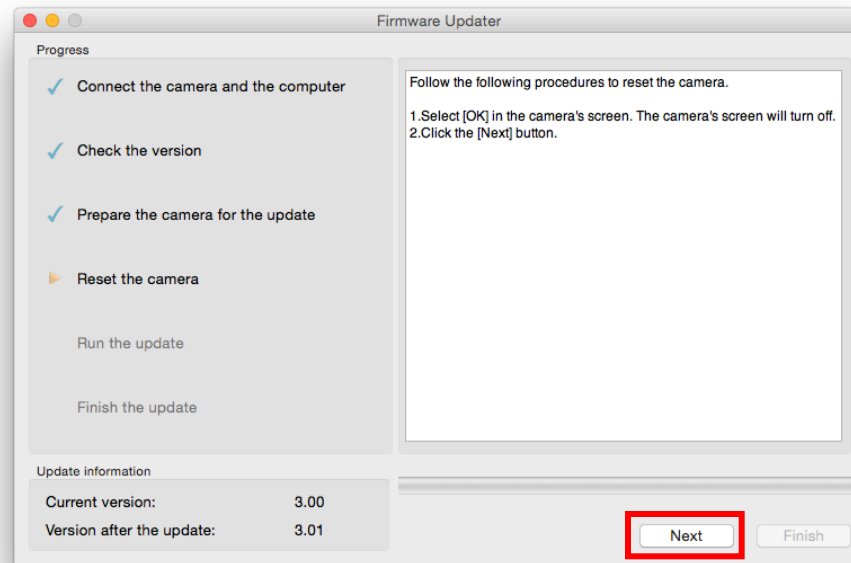 Firmware Updater
Progress
Connect the camera and the computer
Check the version
Prepare the camera for the update
Reset the camera
Run the update
Finish the update
Follow the following procedures to reset the camera.
1.Select [OK] in the camera's screen. The camera's screen will turn off.
2.Click the [Next] button.
Update information
Current version: 3.00
Version after the update: 3.01
Next
Finish